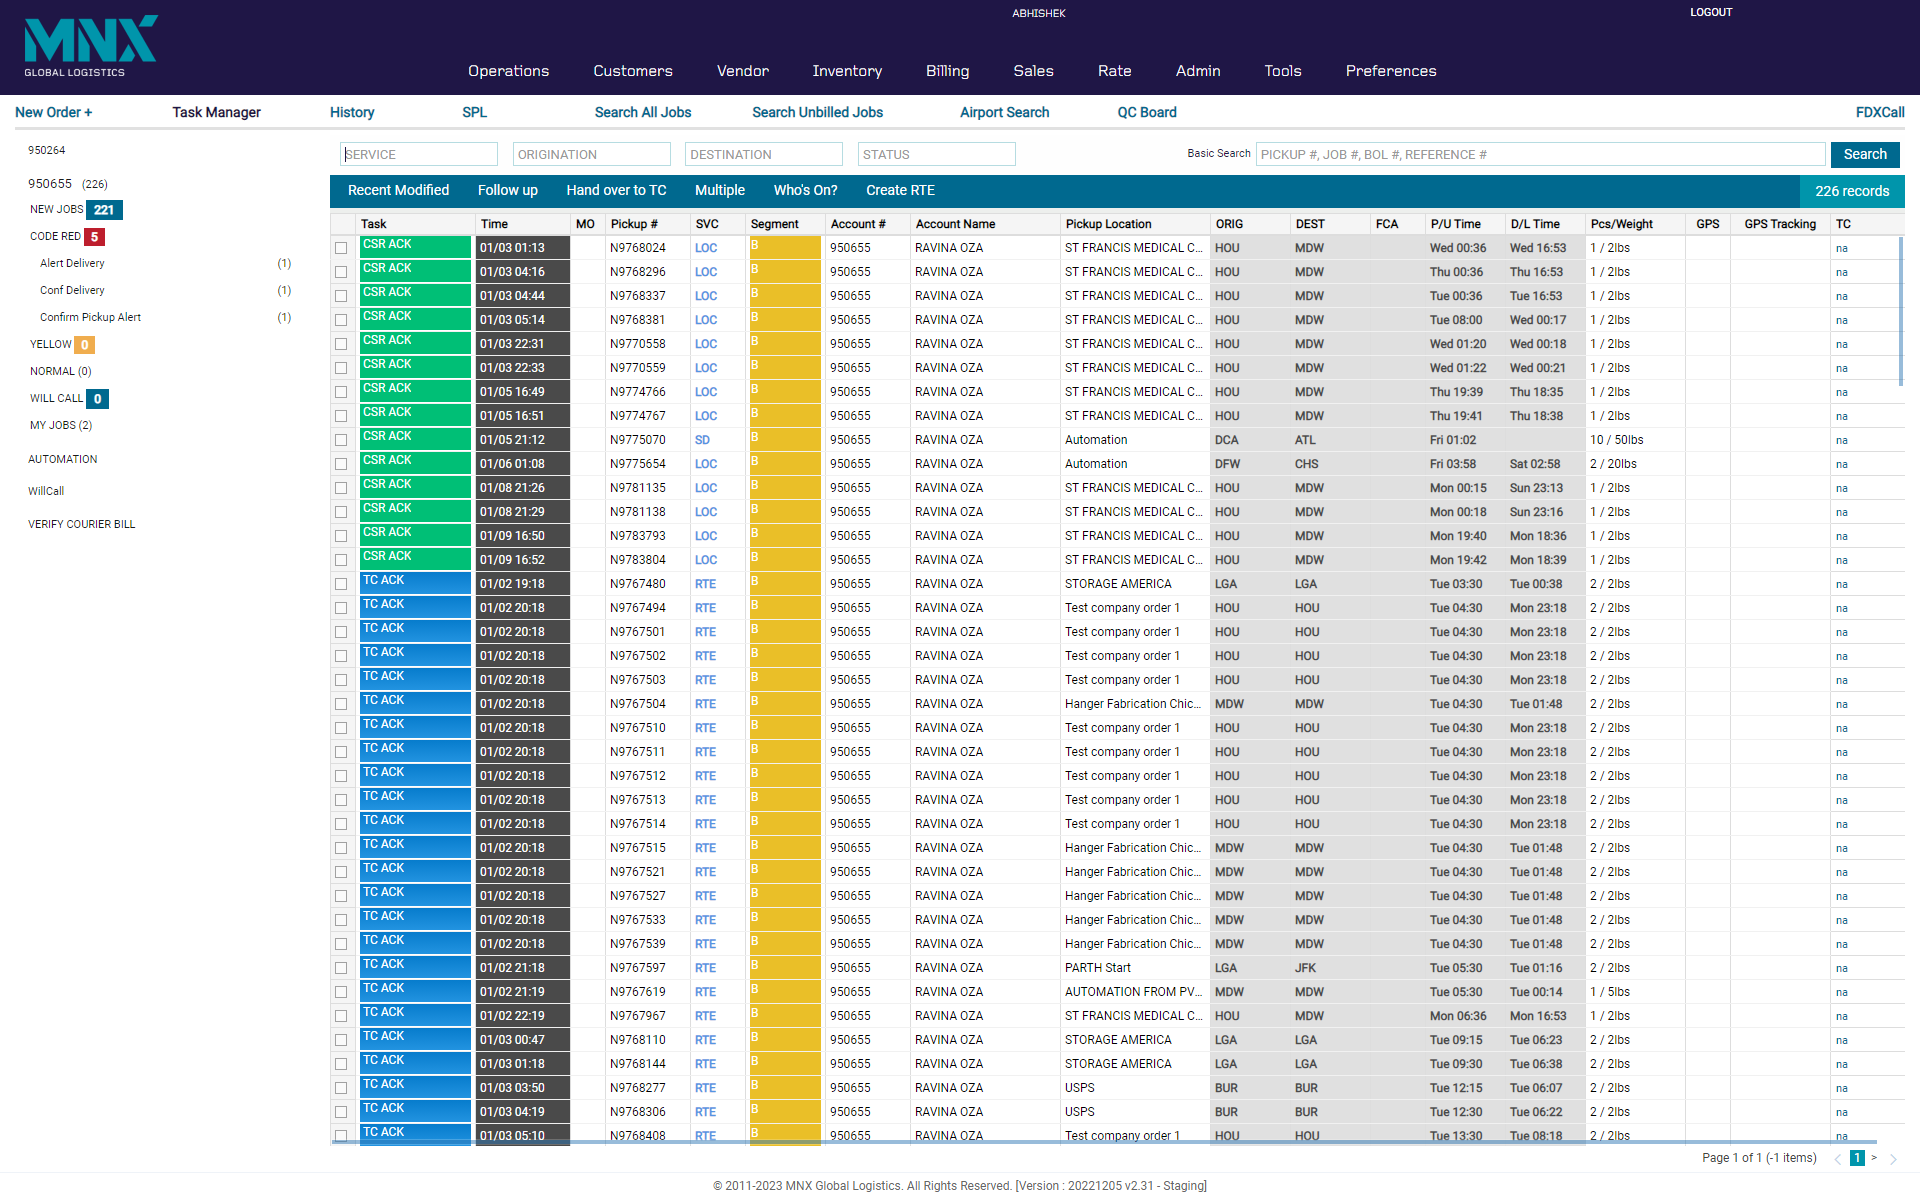 ABHISHEK
LOGOUT
MNX
GLOBAL LOGISTICS
Operations Customers Vendor Inventory Billing Sales Rate Admin Tools Preferences
New Order + Task Manager History SPL Search All Jobs Search Unbilled Jobs Airport Search QC Board FDXCall
950264
950655 (226)
NEW JOBS 221
CODE RED 5
Alert Delivery (1)
Conf Delivery (1)
Confirm Pickup Alert (1)
YELLOW 0
NORMAL (0)
WILL CALL 0
MY JOBS (2)
AUTOMATION
WillCall
VERIFY COURIER BILL
SERVICE ORIGINATION DESTINATION STATUS Basic Search PICKUP #, JOB #, BOL #, REFERENCE # Search
Recent Modified Follow up Hand over to TC Multiple Who's On? Create RTE 226 records
Task Time MO Pickup # SVC Segment Account # Account Name Pickup Location ORIG DEST FCA P/U Time D/L Time Pcs/Weight GPS GPS Tracking TC
CSR ACK 01/03 01:13 N9768024 LOC B 950655 RAVINA OZA ST FRANCIS MEDICAL C... HOU MDW Wed 00:36 Wed 16:53 1 / 2lbs na
CSR ACK 01/03 04:16 N9768296 LOC B 950655 RAVINA OZA ST FRANCIS MEDICAL C... HOU MDW Thu 00:36 Thu 16:53 1 / 2lbs na
CSR ACK 01/03 04:44 N9768337 LOC B 950655 RAVINA OZA ST FRANCIS MEDICAL C... HOU MDW Tue 00:36 Tue 16:53 1 / 2lbs na
CSR ACK 01/03 05:14 N9768381 LOC B 950655 RAVINA OZA ST FRANCIS MEDICAL C... HOU MDW Tue 08:00 Wed 00:17 1 / 2lbs na
CSR ACK 01/03 22:31 N9770558 LOC B 950655 RAVINA OZA ST FRANCIS MEDICAL C... HOU MDW Wed 01:20 Wed 00:18 1 / 2lbs na
CSR ACK 01/03 22:33 N9770559 LOC B 950655 RAVINA OZA ST FRANCIS MEDICAL C... HOU MDW Wed 01:22 Wed 00:21 1 / 2lbs na
CSR ACK 01/05 16:49 N9774766 LOC B 950655 RAVINA OZA ST FRANCIS MEDICAL C... HOU MDW Thu 19:39 Thu 18:35 1 / 2lbs na
CSR ACK 01/05 16:51 N9774767 LOC B 950655 RAVINA OZA ST FRANCIS MEDICAL C... HOU MDW Thu 19:41 Thu 18:38 1 / 2lbs na
CSR ACK 01/05 21:12 N9775070 SD B 950655 RAVINA OZA Automation DCA ATL Fri 01:02 10 / 50lbs na
CSR ACK 01/06 01:08 N9775654 LOC B 950655 RAVINA OZA Automation DFW CHS Fri 03:58 Sat 02:58 2 / 20lbs na
CSR ACK 01/08 21:26 N9781135 LOC B 950655 RAVINA OZA ST FRANCIS MEDICAL C... HOU MDW Mon 00:15 Sun 23:13 1 / 2lbs na
CSR ACK 01/08 21:29 N9781138 LOC B 950655 RAVINA OZA ST FRANCIS MEDICAL C... HOU MDW Mon 00:18 Sun 23:16 1 / 2lbs na
CSR ACK 01/09 16:50 N9783793 LOC B 950655 RAVINA OZA ST FRANCIS MEDICAL C... HOU MDW Mon 19:40 Mon 18:36 1 / 2lbs na
CSR ACK 01/09 16:52 N9783804 LOC B 950655 RAVINA OZA ST FRANCIS MEDICAL C... HOU MDW Mon 19:42 Mon 18:39 1 / 2lbs na
TC ACK 01/02 19:18 N9767480 RTE B 950655 RAVINA OZA STORAGE AMERICA LGA LGA Tue 03:30 Tue 00:38 2 / 2lbs na
TC ACK 01/02 20:18 N9767494 RTE B 950655 RAVINA OZA Test company order 1 HOU HOU Tue 04:30 Mon 23:18 2 / 2lbs na
TC ACK 01/02 20:18 N9767501 RTE B 950655 RAVINA OZA Test company order 1 HOU HOU Tue 04:30 Mon 23:18 2 / 2lbs na
TC ACK 01/02 20:18 N9767502 RTE B 950655 RAVINA OZA Test company order 1 HOU HOU Tue 04:30 Mon 23:18 2 / 2lbs na
TC ACK 01/02 20:18 N9767503 RTE B 950655 RAVINA OZA Test company order 1 HOU HOU Tue 04:30 Mon 23:18 2 / 2lbs na
TC ACK 01/02 20:18 N9767504 RTE B 950655 RAVINA OZA Hanger Fabrication Chic... MDW MDW Tue 04:30 Tue 01:48 2 / 2lbs na
TC ACK 01/02 20:18 N9767510 RTE B 950655 RAVINA OZA Test company order 1 HOU HOU Tue 04:30 Mon 23:18 2 / 2lbs na
TC ACK 01/02 20:18 N9767511 RTE B 950655 RAVINA OZA Test company order 1 HOU HOU Tue 04:30 Mon 23:18 2 / 2lbs na
TC ACK 01/02 20:18 N9767512 RTE B 950655 RAVINA OZA Test company order 1 HOU HOU Tue 04:30 Mon 23:18 2 / 2lbs na
TC ACK 01/02 20:18 N9767513 RTE B 950655 RAVINA OZA Test company order 1 HOU HOU Tue 04:30 Mon 23:18 2 / 2lbs na
TC ACK 01/02 20:18 N9767514 RTE B 950655 RAVINA OZA Test company order 1 HOU HOU Tue 04:30 Mon 23:18 2 / 2lbs na
TC ACK 01/02 20:18 N9767515 RTE B 950655 RAVINA OZA Hanger Fabrication Chic... MDW MDW Tue 04:30 Tue 01:48 2 / 2lbs na
TC ACK 01/02 20:18 N9767521 RTE B 950655 RAVINA OZA Hanger Fabrication Chic... MDW MDW Tue 04:30 Tue 01:48 2 / 2lbs na
TC ACK 01/02 20:18 N9767527 RTE B 950655 RAVINA OZA Hanger Fabrication Chic... MDW MDW Tue 04:30 Tue 01:48 2 / 2lbs na
TC ACK 01/02 20:18 N9767533 RTE B 950655 RAVINA OZA Hanger Fabrication Chic... MDW MDW Tue 04:30 Tue 01:48 2 / 2lbs na
TC ACK 01/02 20:18 N9767539 RTE B 950655 RAVINA OZA Hanger Fabrication Chic... MDW MDW Tue 04:30 Tue 01:48 2 / 2lbs na
TC ACK 01/02 21:18 N9767597 RTE B 950655 RAVINA OZA PARTH Start LGA JFK Tue 05:30 Tue 01:16 2 / 2lbs na
TC ACK 01/02 21:19 N9767619 RTE B 950655 RAVINA OZA AUTOMATION FROM PV... MDW MDW Tue 05:30 Tue 00:14 1 / 5lbs na
TC ACK 01/02 22:19 N9767967 RTE B 950655 RAVINA OZA ST FRANCIS MEDICAL C... HOU MDW Mon 06:36 Mon 16:53 1 / 2lbs na
TC ACK 01/03 00:47 N9768110 RTE B 950655 RAVINA OZA STORAGE AMERICA LGA LGA Tue 09:15 Tue 06:23 2 / 2lbs na
TC ACK 01/03 01:18 N9768144 RTE B 950655 RAVINA OZA STORAGE AMERICA LGA LGA Tue 09:30 Tue 06:38 2 / 2lbs na
TC ACK 01/03 03:50 N9768277 RTE B 950655 RAVINA OZA USPS BUR BUR Tue 12:15 Tue 06:07 2 / 2lbs na
TC ACK 01/03 04:19 N9768306 RTE B 950655 RAVINA OZA USPS BUR BUR Tue 12:30 Tue 06:22 2 / 2lbs na
TC ACK 01/03 05:10 N9768408 RTE B 950655 RAVINA OZA Test company order 1 HOU HOU Tue 13:30 Tue 08:18 2 / 2lbs na
Page 1 of 1 (-1 items) < 1 > >
© 2011-2023 MNX Global Logistics. All Rights Reserved. [Version : 20221205 v2.31 - Staging]